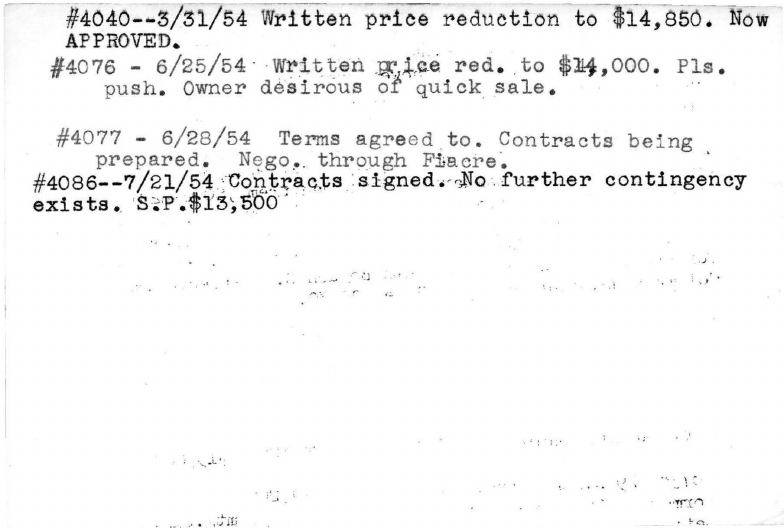 #4040--3/31/54 Written price reduction to $14,850. Now
APPROVED.
#4076 - 6/25/54 Written price red. to $14,000. Pls.
push. Owner desirous of quick sale.
#4077 - 6/28/54 Terms agreed to. Contracts being
prepared. Nego. through Fiacre.
#4086--7/21/54 Contracts signed. No further contingency
exists. S.P.$13,500